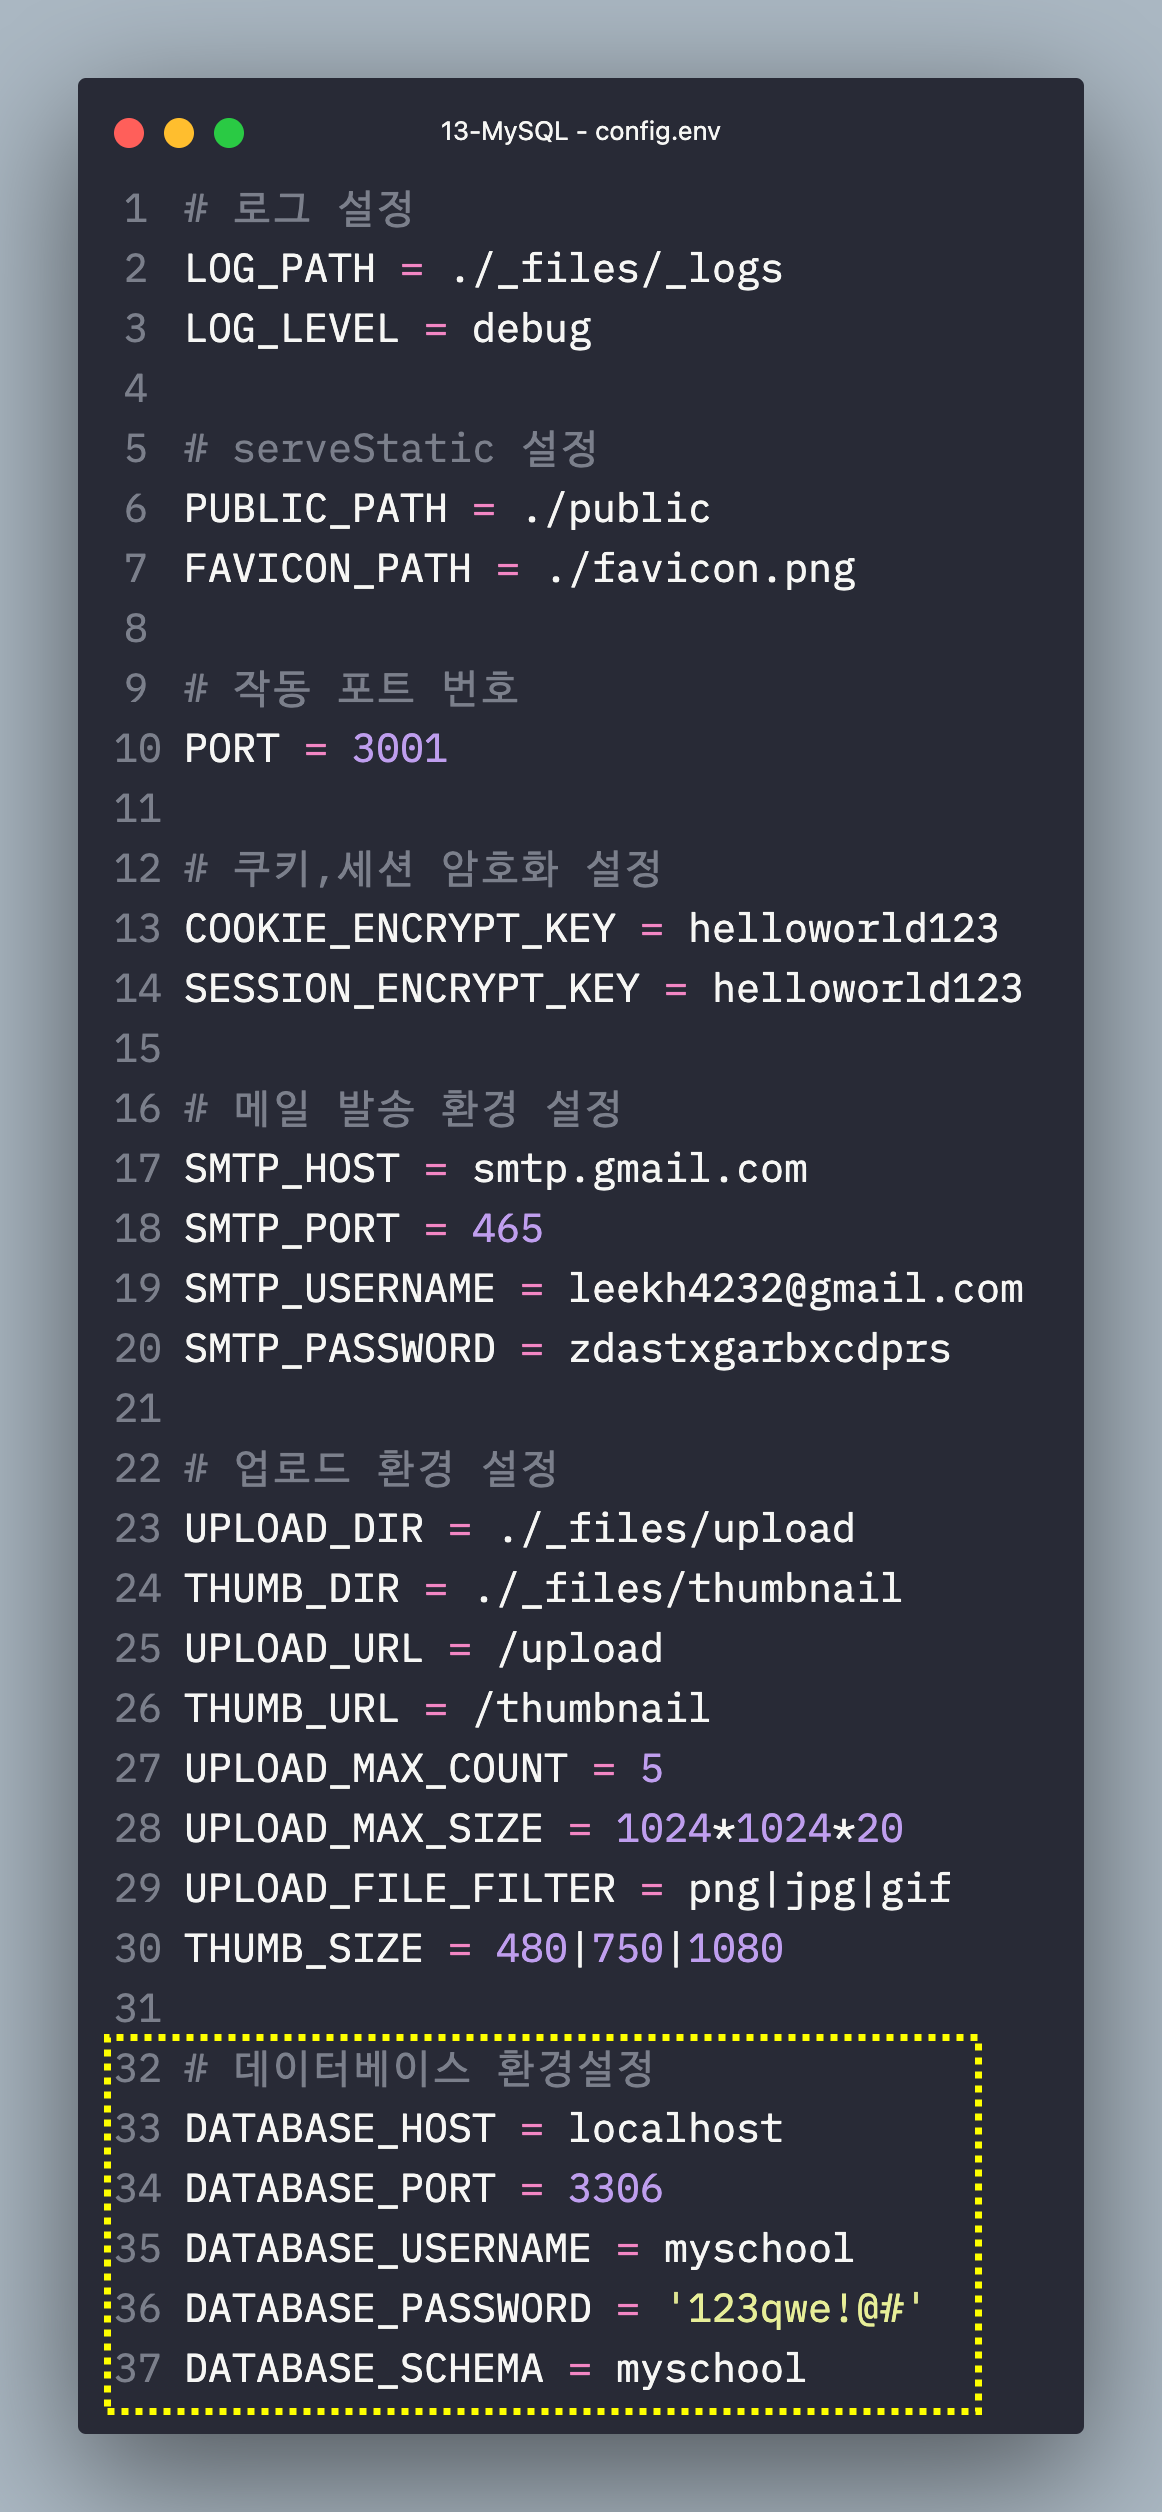 13-MySQL - config.env
1 # 로그 설정
2 LOG_PATH = ./_files/_logs
3 LOG_LEVEL = debug
4
5 # serveStatic 설정
6 PUBLIC_PATH = ./public
7 FAVICON_PATH = ./favicon.png
8
9 # 작동 포트 번호
10 PORT = 3001
11
12 # 쿠키,세션 암호화 설정
13 COOKIE_ENCRYPT_KEY = helloworld123
14 SESSION_ENCRYPT_KEY = helloworld123
15
16 # 메일 발송 환경 설정
17 SMTP_HOST = smtp.gmail.com
18 SMTP_PORT = 465
19 SMTP_USERNAME = leekh4232@gmail.com
20 SMTP_PASSWORD = zdastxgarbxcdprs
21
22 # 업로드 환경 설정
23 UPLOAD_DIR = ./_files/upload
24 THUMB_DIR = ./_files/thumbnail
25 UPLOAD_URL = /upload
26 THUMB_URL = /thumbnail
27 UPLOAD_MAX_COUNT = 5
28 UPLOAD_MAX_SIZE = 1024*1024*20
29 UPLOAD_FILE_FILTER = png|jpg|gif
30 THUMB_SIZE = 480|750|1080
31
32 # 데이터베이스 환경설정
33 DATABASE_HOST = localhost
34 DATABASE_PORT = 3306
35 DATABASE_USERNAME = myschool
36 DATABASE_PASSWORD = '123qwe!@#'
37 DATABASE_SCHEMA = myschool